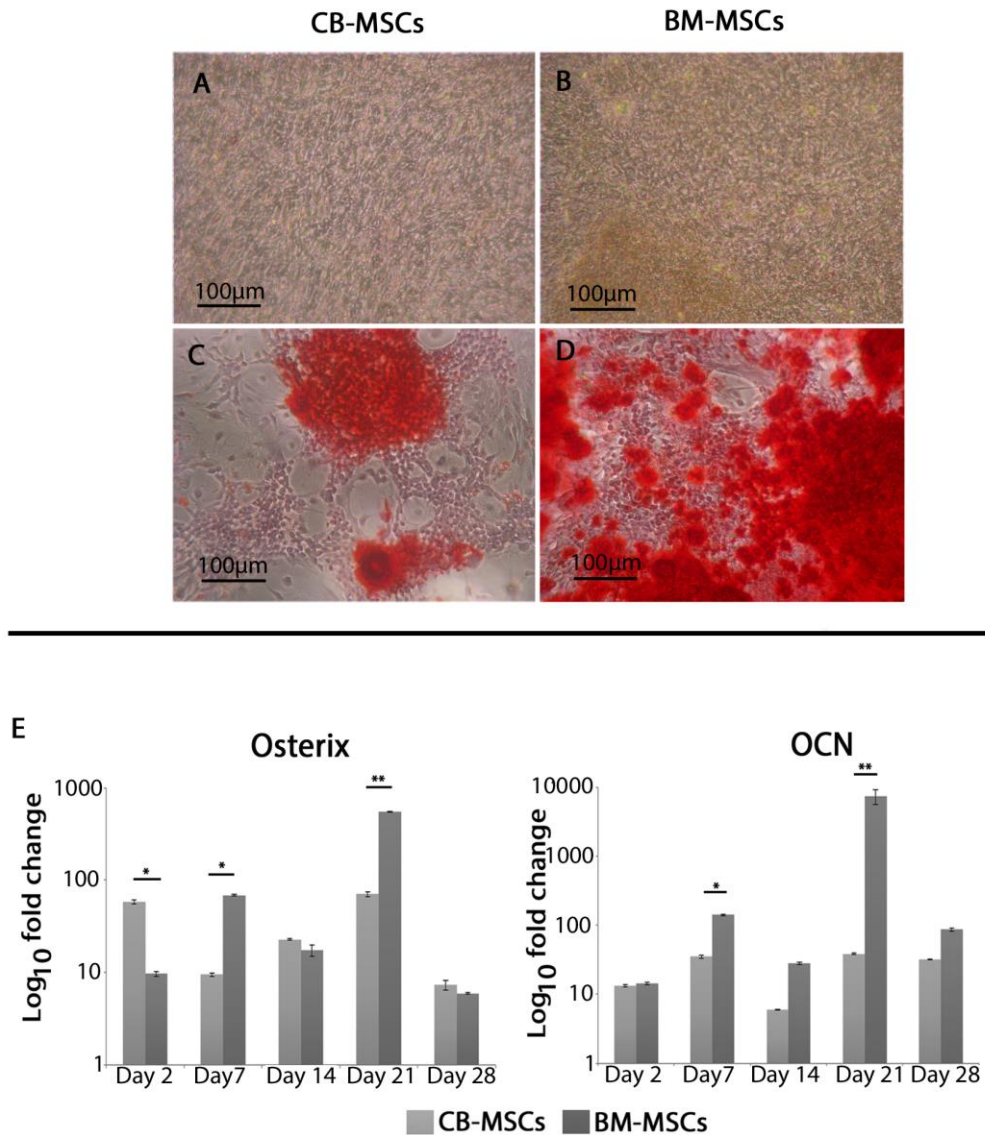 CB-MSCs BM-MSCs
A B
100µm 100µm
C D
100µm 100µm
E
Osterix
Log10 fold change
1000
100
10
1
* * **
Day 2 Day7 Day 14 Day 21 Day 28
OCN
Log10 fold change
10000
1000
100
10
1
* **
Day 2 Day7 Day 14 Day 21 Day 28
CB-MSCs BM-MSCs